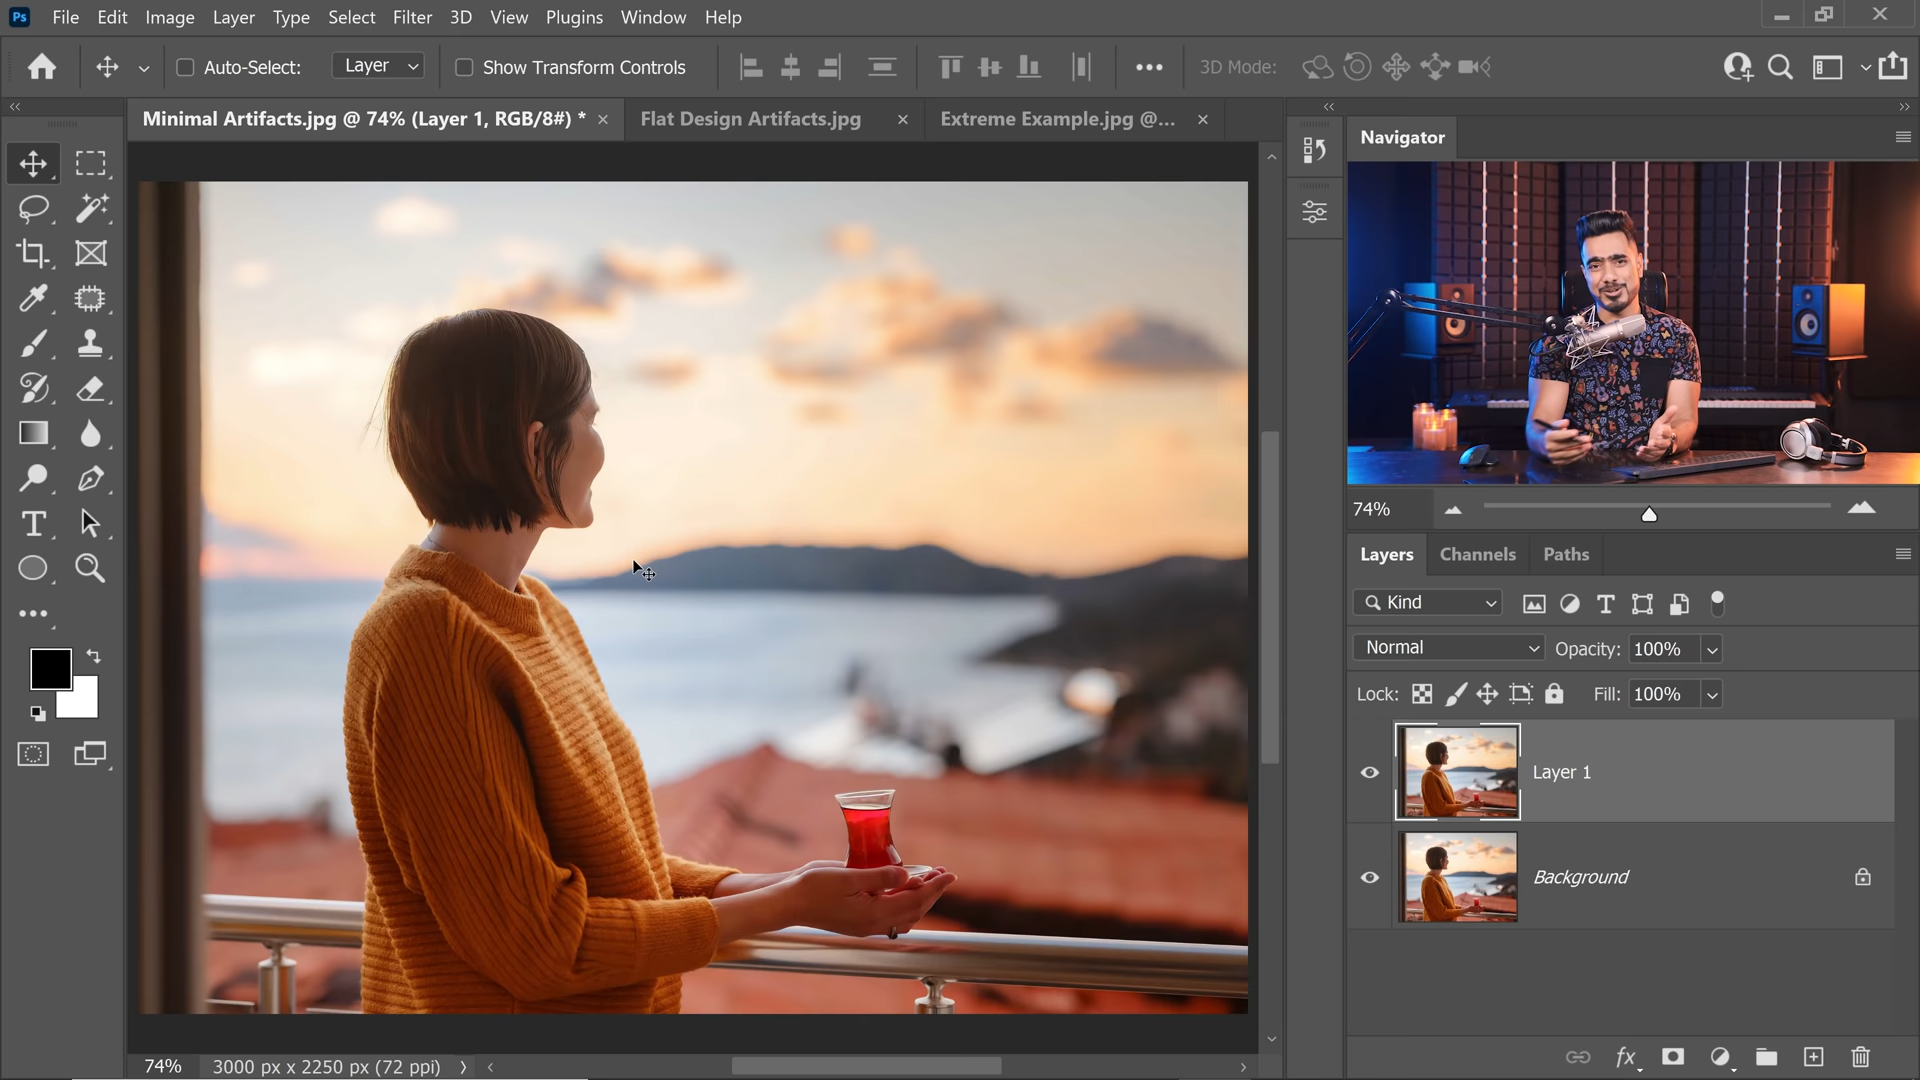 Ps File Edit Image Layer Type Select Filter 3D View Plugins Window Help
Auto-Select: Layer Show Transform Controls 3D Mode:
Minimal Artifacts.jpg @ 74% (Layer 1, RGB/8#) * Flat Design Artifacts.jpg Extreme Example.jpg @...
Navigator
74%
Layers Channels Paths
Kind
Normal Opacity: 100%
Lock: Fill: 100%
Layer 1
Background
fx
74% 3000 px x 2250 px (72 ppi)